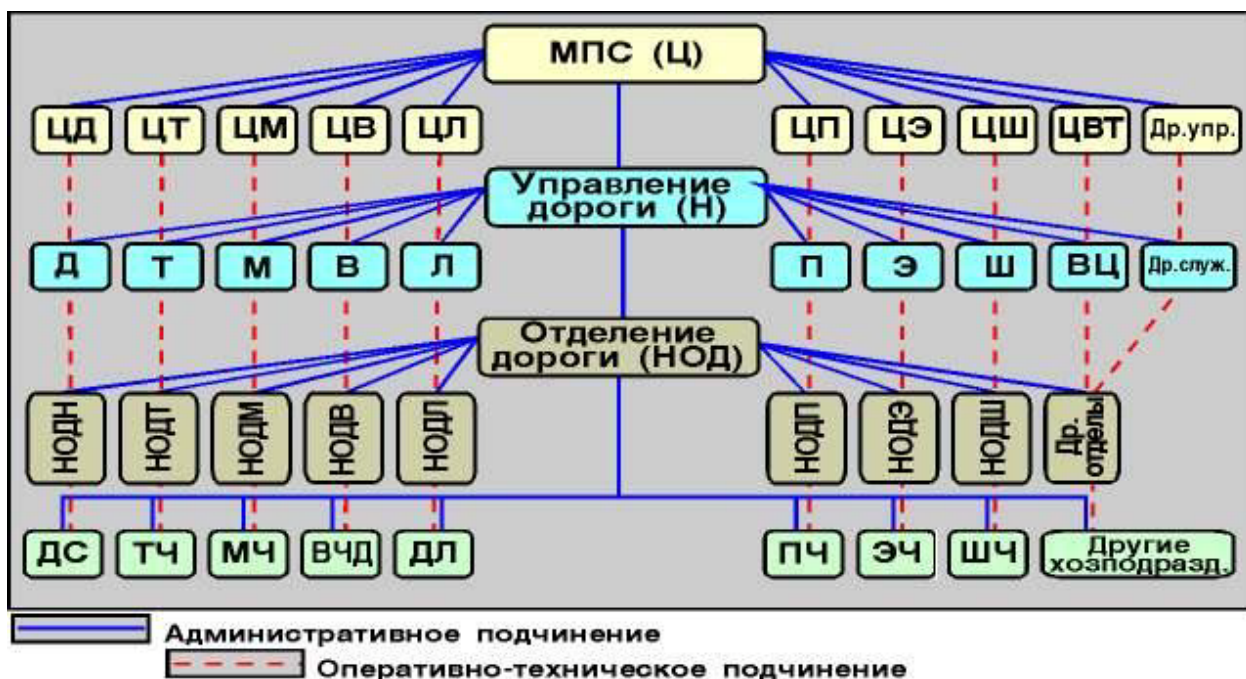 МПС (Ц)
ЦД ЦТ ЦМ ЦВ ЦЛ ЦП ЦЭ ЦШ ЦВТ Др.упр.
Управление
дороги (Н)
Д Т М В Л П Э Ш ВЦ Др.служ.
Отделение
дороги (НОД)
НОДН НОДТ НОДМ НОДВ НОДЛ НОДП НОДЭ НОДШ Др.
отделы
ДС ТЧ МЧ ВЧД ДЛ ПЧ ЭЧ ШЧ Другие
хозподразд.
Административное подчинение
Оперативно-техническое подчинение